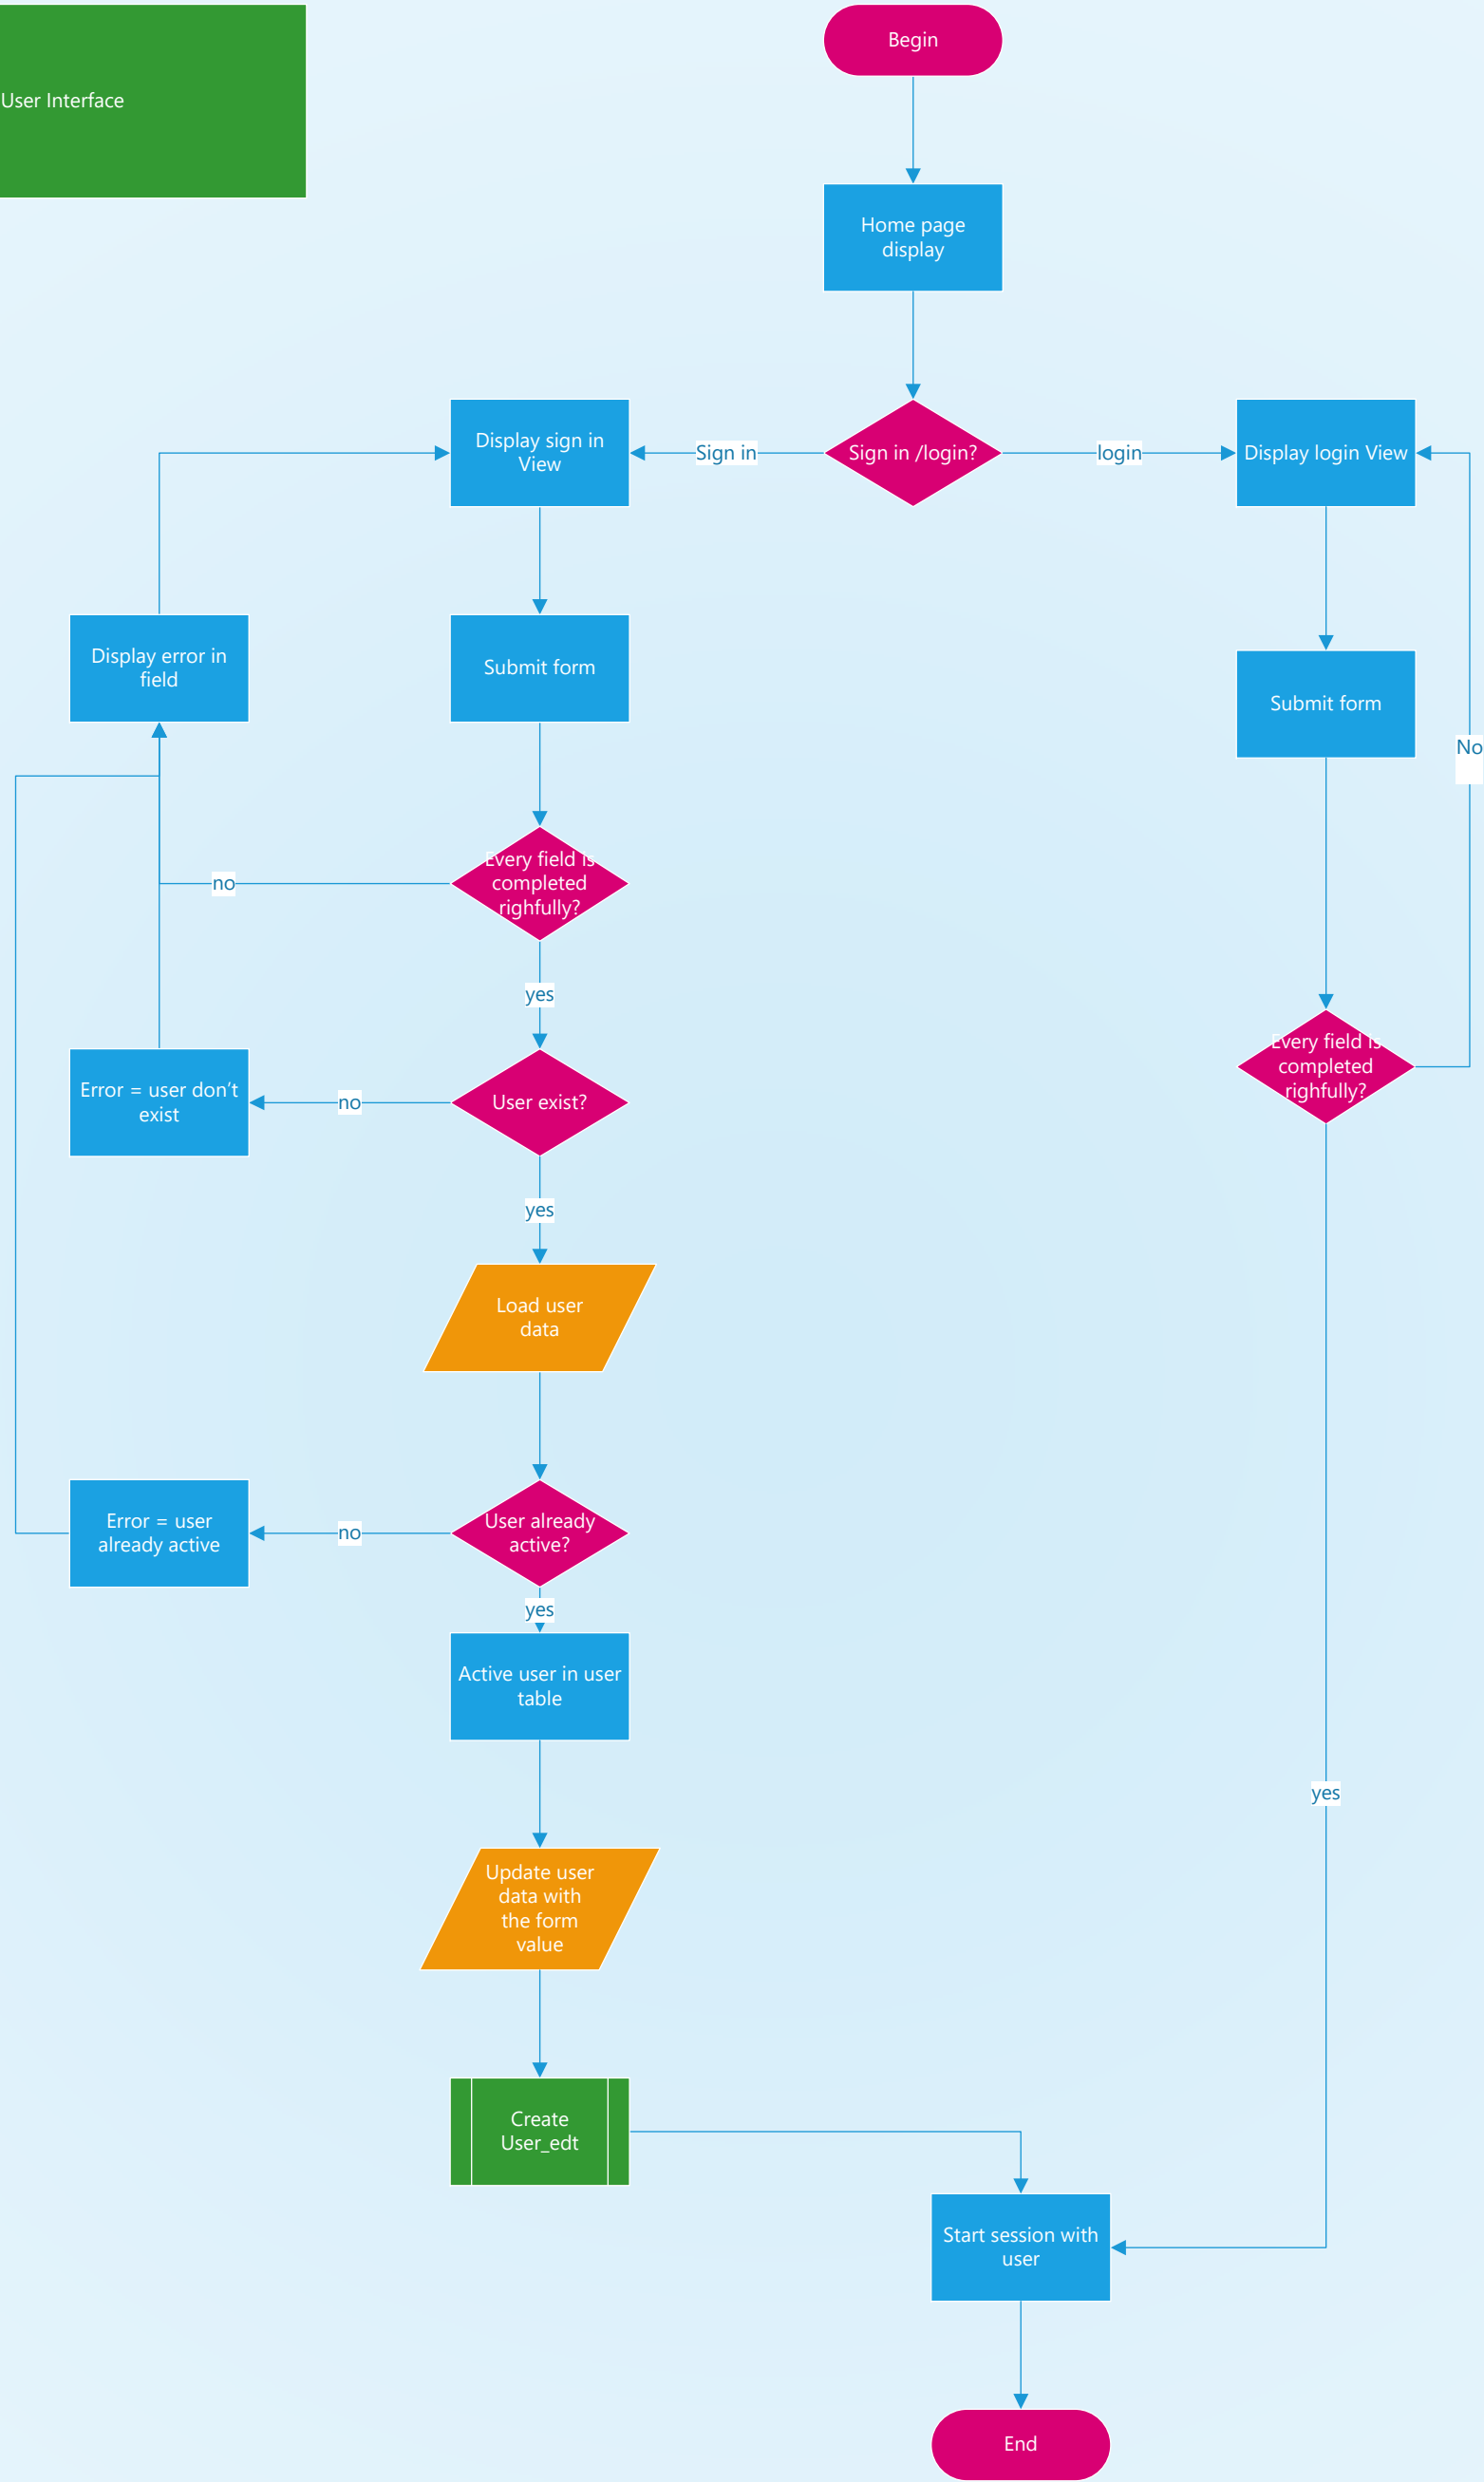 User Interface
Begin
Home page
display
Display sign in
View
Sign in
Sign in /login?
login
Display login View
Display error in
field
Submit form
Submit form
No
Every field is
completed
righfully?
no
yes
Every field is
completed
righfully?
Error = user don't
exist
no
User exist?
yes
Load user
data
Error = user
already active
no
User already
active?
yes
Active user in user
table
yes
Update user
data with
the form
value
Create
User_edt
Start session with
user
End